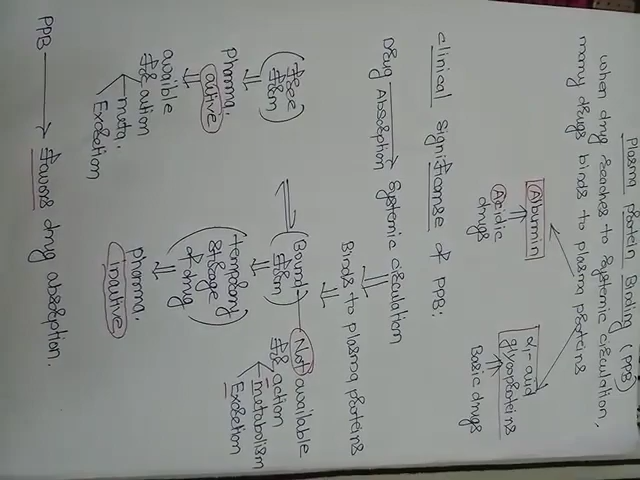 Plasma protein Binding (PPB)
when drug reaches to systemic circulation,
many drugs binds to plasma proteins
Albumin
α1-acid
glycoproteins
Acidic
drugs
Basic drugs
clinical significance of PPB:
Drug Absorption → systemic circulation
Binds to plasma proteins
(free
form)
⇌
(Bound
form)
Not available
for action
metabolism
Excretion
pharma.
active
(temporary
storage
of drug)
availble
for action
meta.
Excretion
pharma.
inactive
PPB → favors drug absorption.